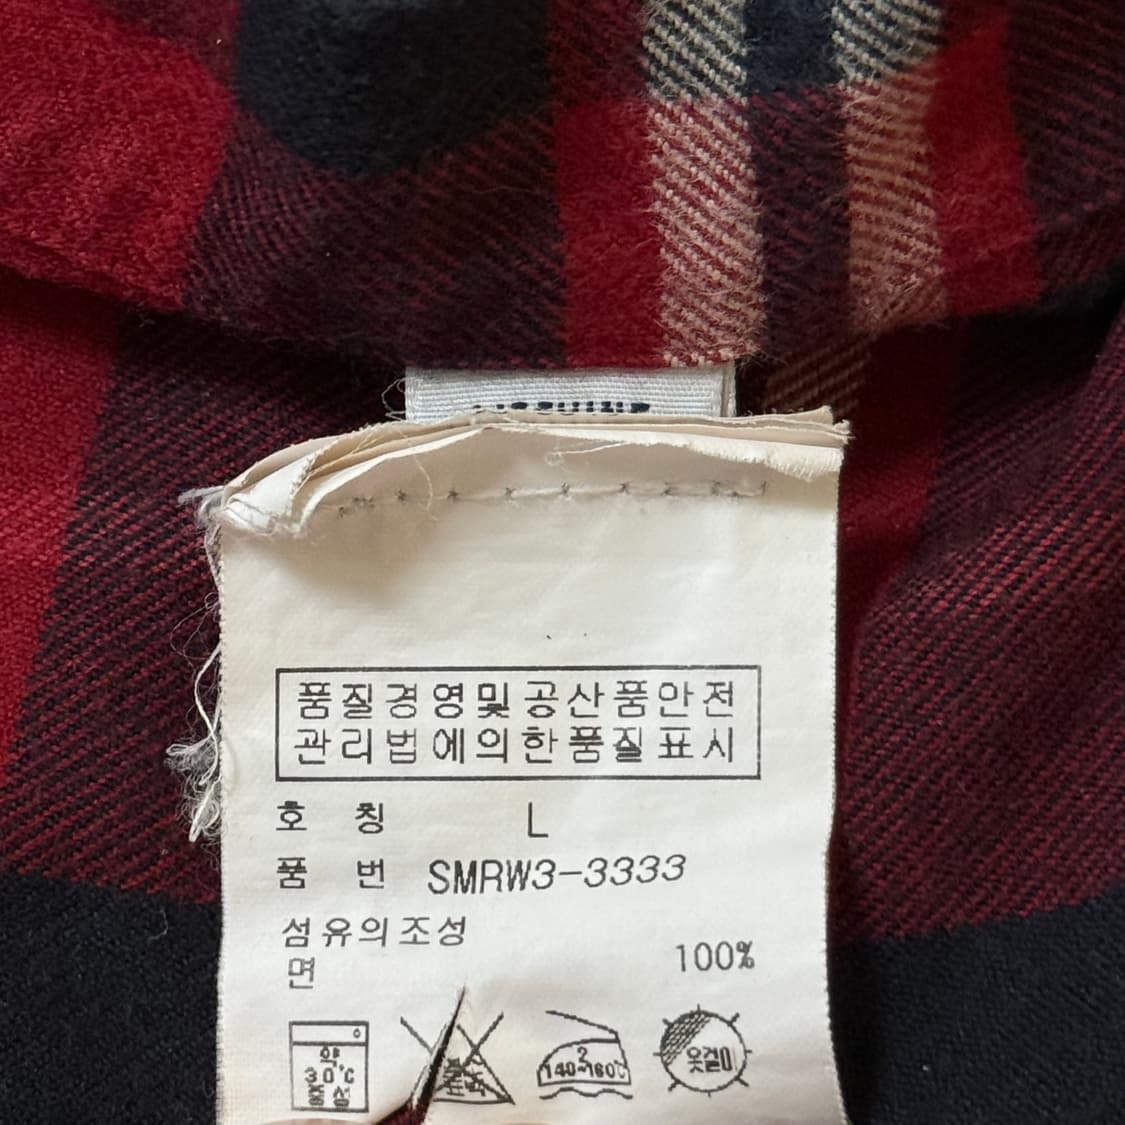 품질경영및공산품안전
관리법에의한품질표시
호 칭 L
품 번 SMRW3-3333
섬유의조성
면 100%
약
30℃
중성
2
140~160℃
옷걸이